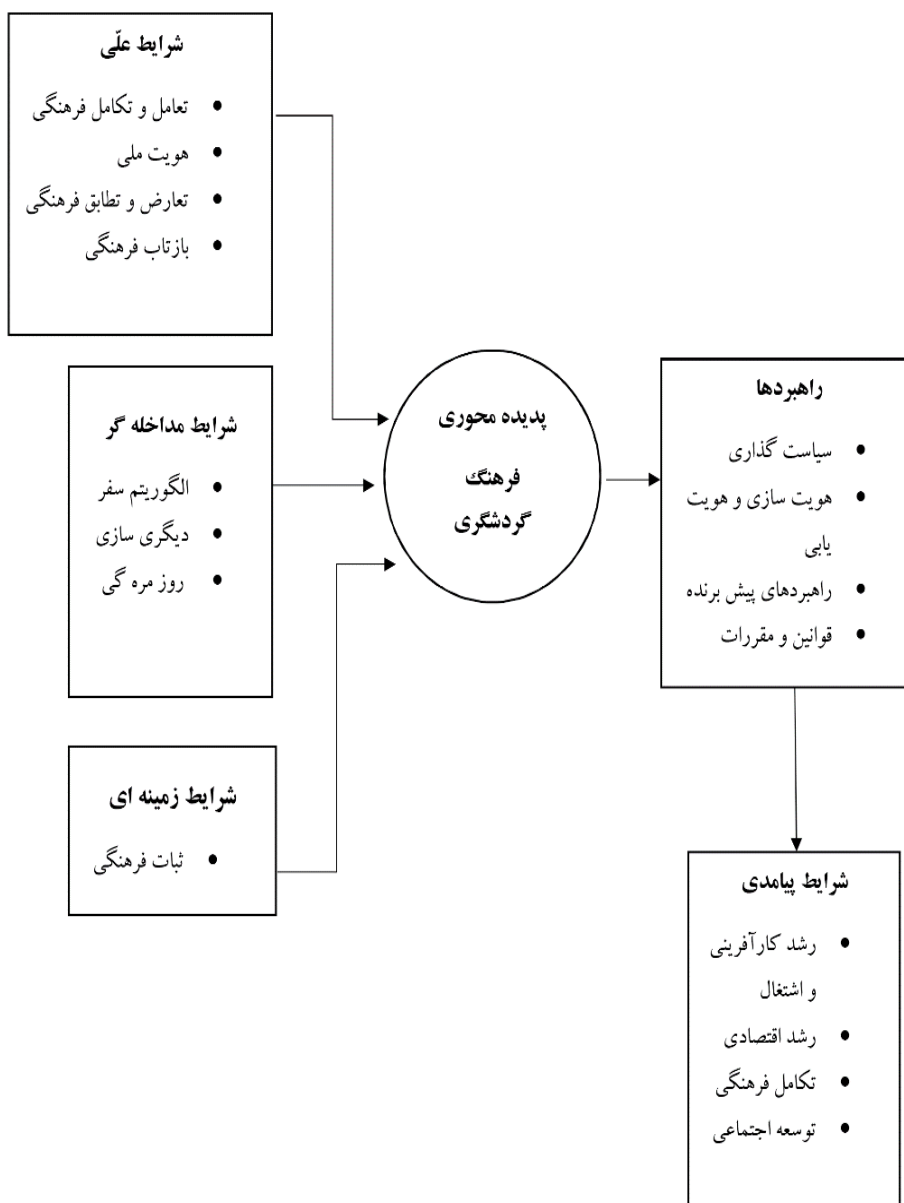 شرایط علّی
تعامل و تکامل فرهنگی
هویت ملی
تعارض و تطابق فرهنگی
بازتاب فرهنگی
شرایط مداخله گر
الگوریتم سفر
دیگری سازی
روز مره گی
شرایط زمینه ای
ثبات فرهنگی
پدیده محوری
فرهنگ
گردشگری
راهبردها
سیاست گذاری
هویت سازی و هویت
یابی
راهبردهای پیش برنده
قوانین و مقررات
شرایط پیامدی
رشد کارآفرینی
و اشتغال
رشد اقتصادی
تکامل فرهنگی
توسعه اجتماعی